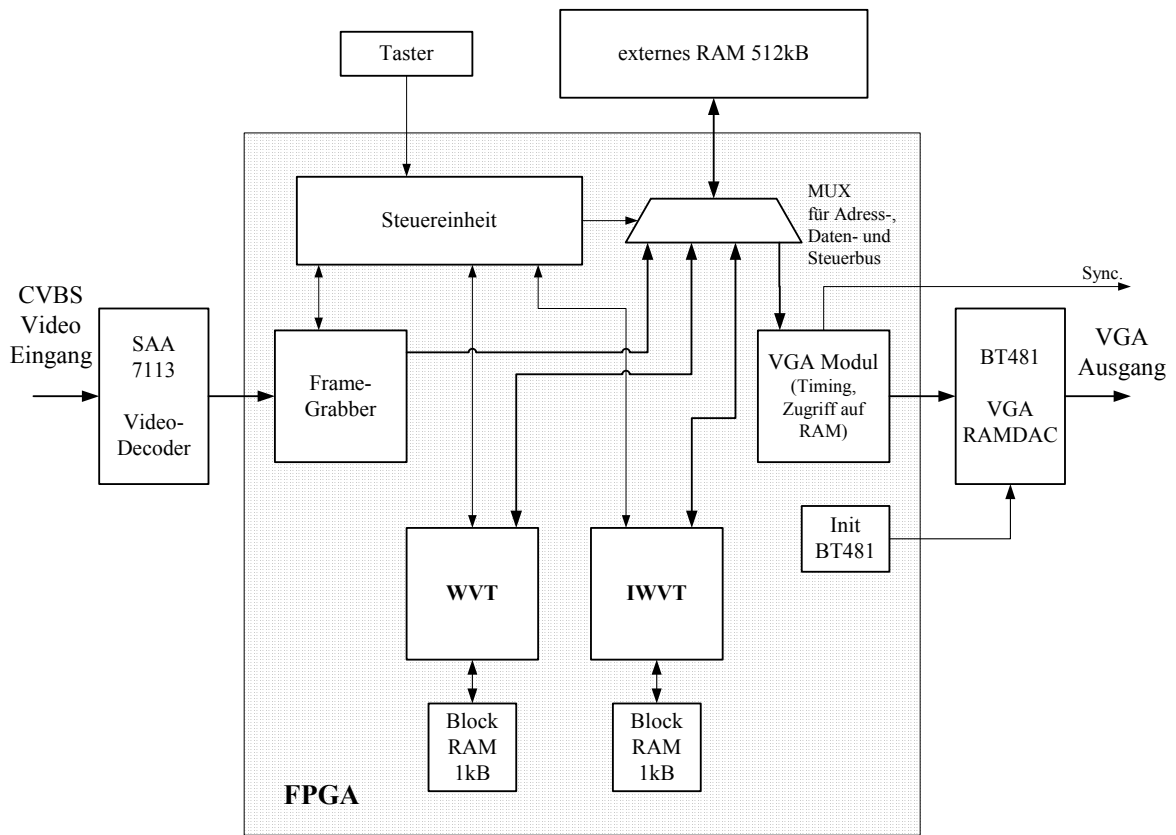 Taster
externes RAM 512kB
Steuereinheit
MUX
für Adress-,
Daten- und
Steuerbus
Sync.
CVBS
Video
Eingang
SAA
7113
Video-
Decoder
Frame-
Grabber
VGA Modul
(Timing,
Zugriff auf
RAM)
BT481
VGA
RAMDAC
VGA
Ausgang
Init
BT481
WVT
IWVT
Block
RAM
1kB
Block
RAM
1kB
FPGA